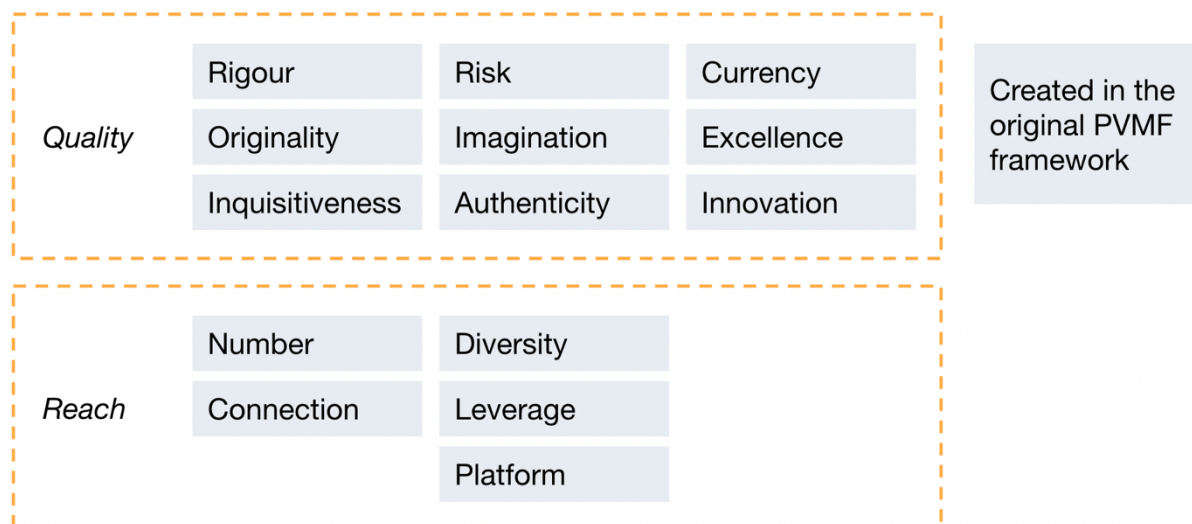 Quality
Rigour
Risk
Currency
Originality
Imagination
Excellence
Inquisitiveness
Authenticity
Innovation
Created in the
original PVMF
framework
Reach
Number
Diversity
Connection
Leverage
Platform